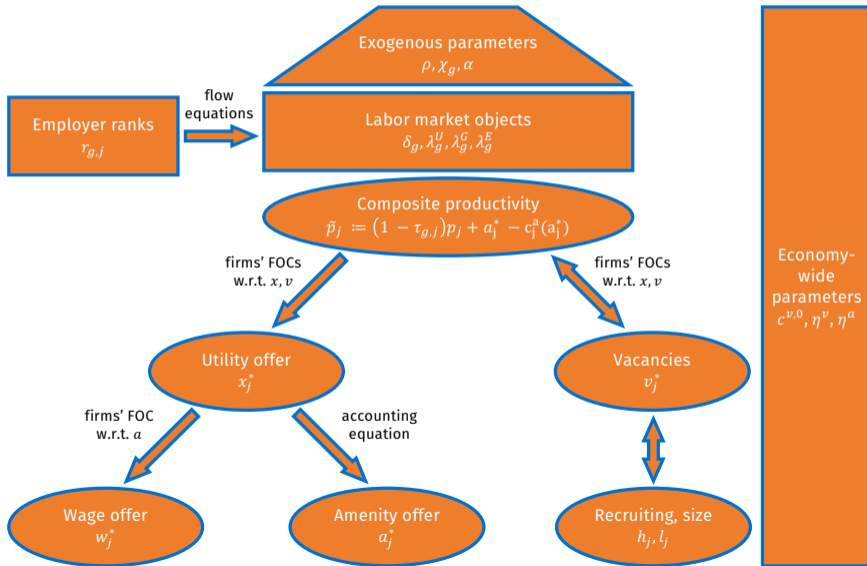 Exogenous parameters
ρ, χ_g, α
flow
equations
Employer ranks
r_{g,j}
Labor market objects
δ_g, λ_g^U, λ_g^G, λ_g^E
Composite productivity
p̃_j ≔ (1 − τ_{g,j})p_j + a_j^* − c_j^a(a_j^*)
firms' FOCs
w.r.t. x, v
firms' FOCs
w.r.t. x, v
Economy-
wide
parameters
c^{v,0}, η^v, η^a
Utility offer
x_j^*
Vacancies
v_j^*
firms' FOC
w.r.t. a
accounting
equation
Wage offer
w_j^*
Amenity offer
a_j^*
Recruiting, size
h_j, l_j